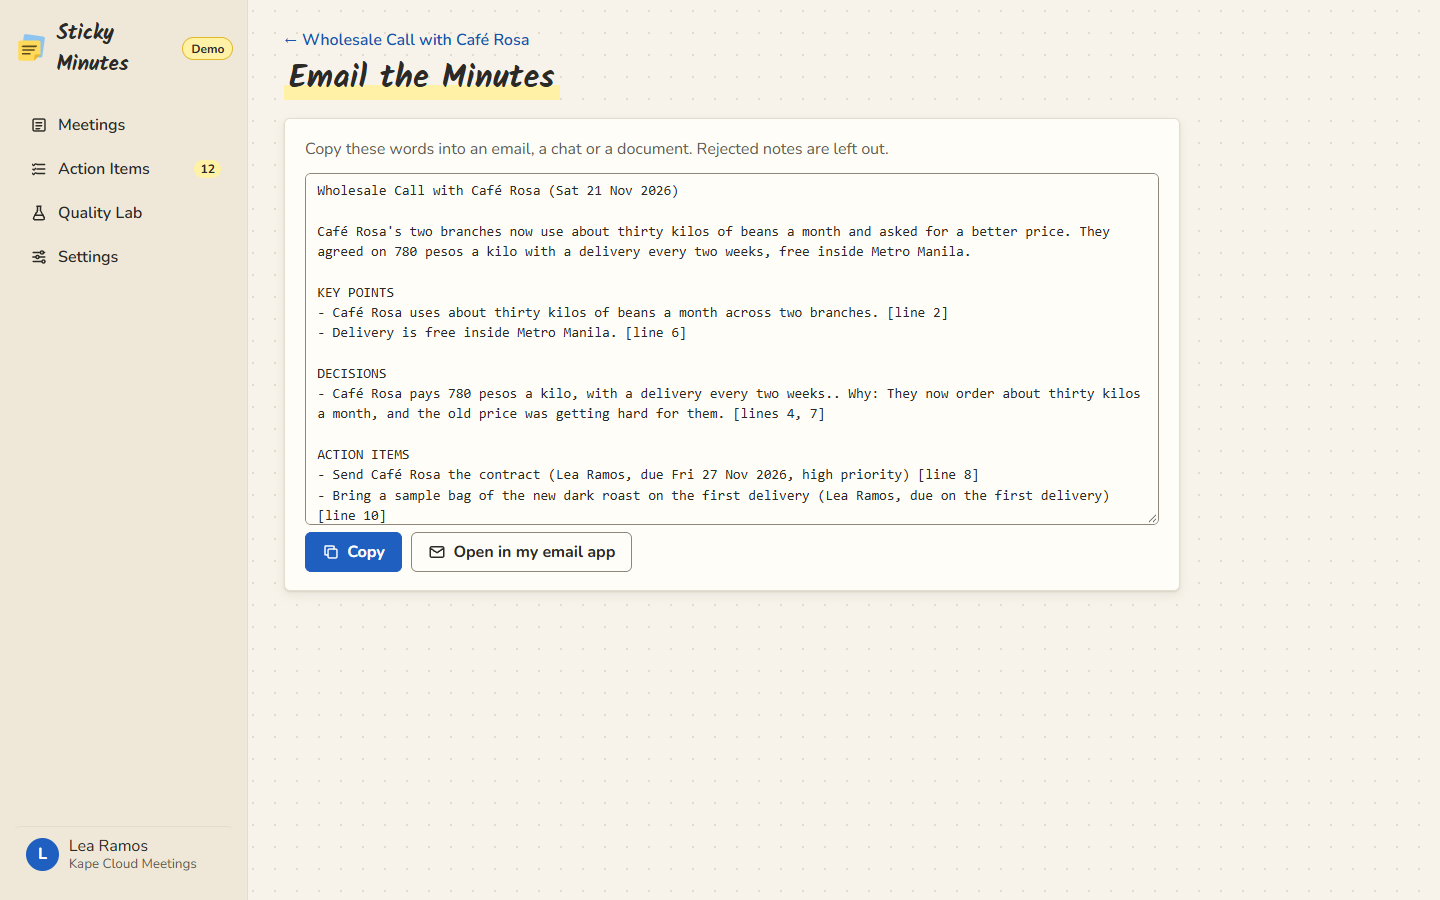 Sticky
Minutes
Demo
Meetings
Action Items
12
Quality Lab
Settings
← Wholesale Call with Café Rosa
Email the Minutes
Copy these words into an email, a chat or a document. Rejected notes are left out.
Wholesale Call with Café Rosa (Sat 21 Nov 2026)
Café Rosa's two branches now use about thirty kilos of beans a month and asked for a better price. They
agreed on 780 pesos a kilo with a delivery every two weeks, free inside Metro Manila.
KEY POINTS
- Café Rosa uses about thirty kilos of beans a month across two branches. [line 2]
- Delivery is free inside Metro Manila. [line 6]
DECISIONS
- Café Rosa pays 780 pesos a kilo, with a delivery every two weeks.. Why: They now order about thirty kilos
a month, and the old price was getting hard for them. [lines 4, 7]
ACTION ITEMS
- Send Café Rosa the contract (Lea Ramos, due Fri 27 Nov 2026, high priority) [line 8]
- Bring a sample bag of the new dark roast on the first delivery (Lea Ramos, due on the first delivery)
[line 10]
Copy
Open in my email app
L
Lea Ramos
Kape Cloud Meetings